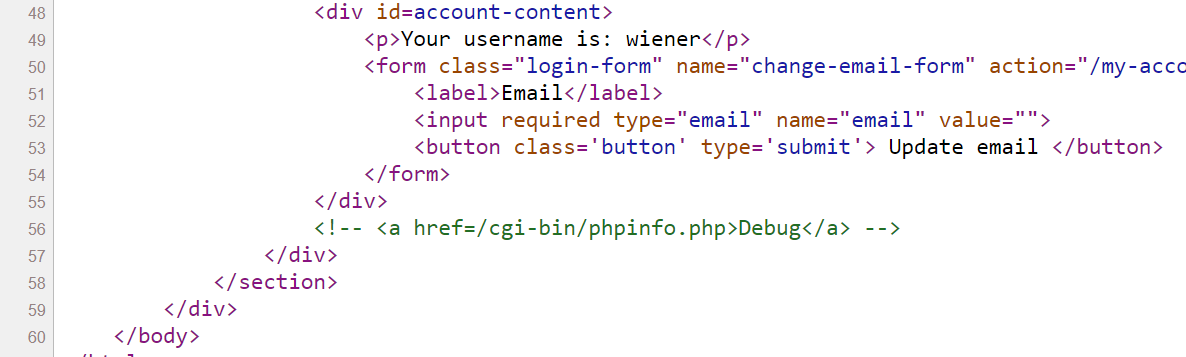 48 <div id=account-content>
49 <p>Your username is: wiener</p>
50 <form class="login-form" name="change-email-form" action="/my-acco
51 <label>Email</label>
52 <input required type="email" name="email" value="">
53 <button class='button' type='submit'> Update email </button>
54 </form>
55 </div>
56 <!-- <a href=/cgi-bin/phpinfo.php>Debug</a> -->
57 </div>
58 </section>
59 </div>
60 </body>